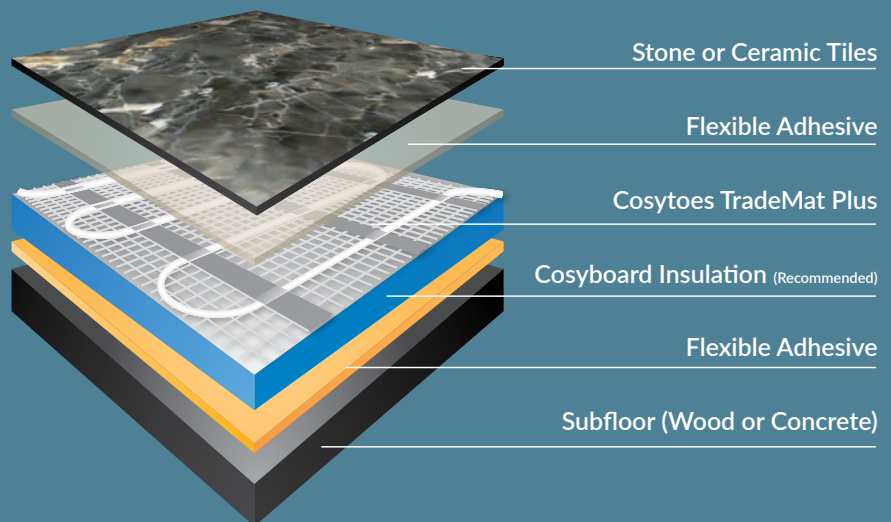 Stone or Ceramic Tiles
Flexible Adhesive
Cosytoes TradeMat Plus
Cosyboard Insulation (Recommended)
Flexible Adhesive
Subfloor (Wood or Concrete)